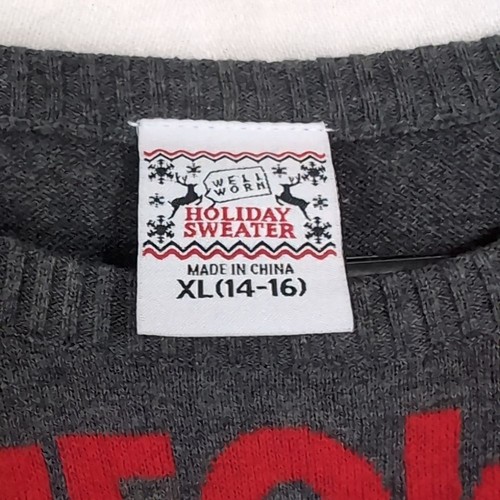 WELL
WORN
HOLIDAY
SWEATER
MADE IN CHINA
XL(14-16)